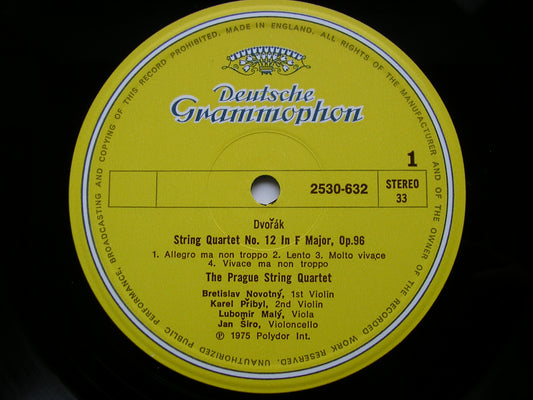 MADE IN ENGLAND. ALL RIGHTS OF THE MANUFACTURER AND OF THE OWNER OF THE RECORDED WORK RESERVED. UNAUTHORIZED PUBLIC PERFORMANCE, BROADCASTING AND COPYING OF THIS RECORD PROHIBITED.
Deutsche
Grammophon
1
2530-632
STEREO
33
Dvořák
String Quartet No. 12 In F Major, Op.96
1. Allegro ma non troppo 2. Lento 3. Molto vivace
4. Vivace ma non troppo
The Prague String Quartet
Bretislav Novotný, 1st Violin
Karel Přibyl, 2nd Violin
Lubomir Malý, Viola
Jan Širo, Violoncello
℗ 1975 Polydor Int.